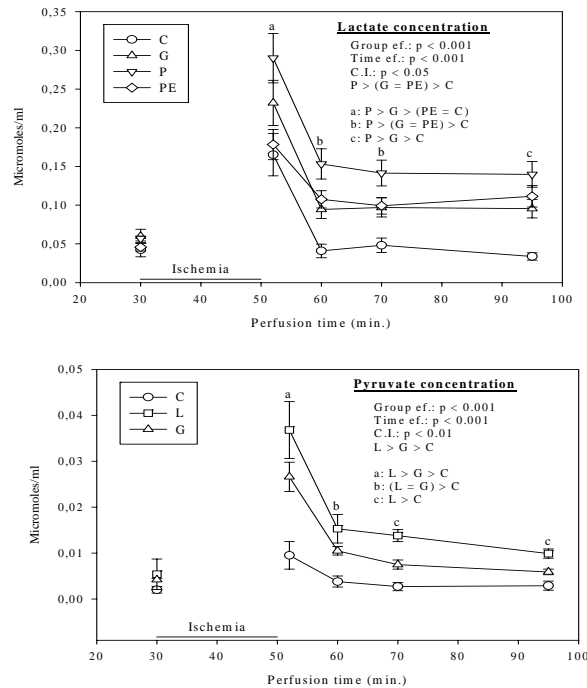 Lactate concentration
Group ef.: p < 0.001
Time ef.: p < 0.001
C.I.: p < 0.05
P > (G = PE) > C
a: P > G > (PE = C)
b: P > (G = PE) > C
c: P > G > C
C
G
P
PE
a
b
b
c
0,35
0,30
0,25
0,20
0,15
0,10
0,05
0,00
Micromoles/ml
Ischemia
20 30 40 50 60 70 80 90 100
Perfusion time (min.)
Pyruvate concentration
Group ef.: p < 0.001
Time ef.: p < 0.001
C.I.: p < 0.01
L > G > C
a: L > G > C
b: (L = G) > C
c: L > C
C
L
G
a
b
c
c
0,05
0,04
0,03
0,02
0,01
0,00
Micromoles/ml
Ischemia
20 30 40 50 60 70 80 90 100
Perfusion time (min.)